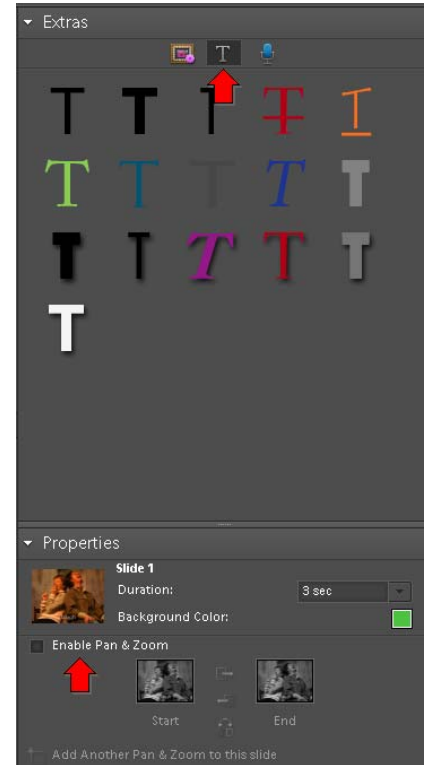 Extras
T
T T T T T
T T T T T
T T T T T
T
Properties
Slide 1
Duration: 3 sec
Background Color:
Enable Pan & Zoom
Start End
Add Another Pan & Zoom to this slide